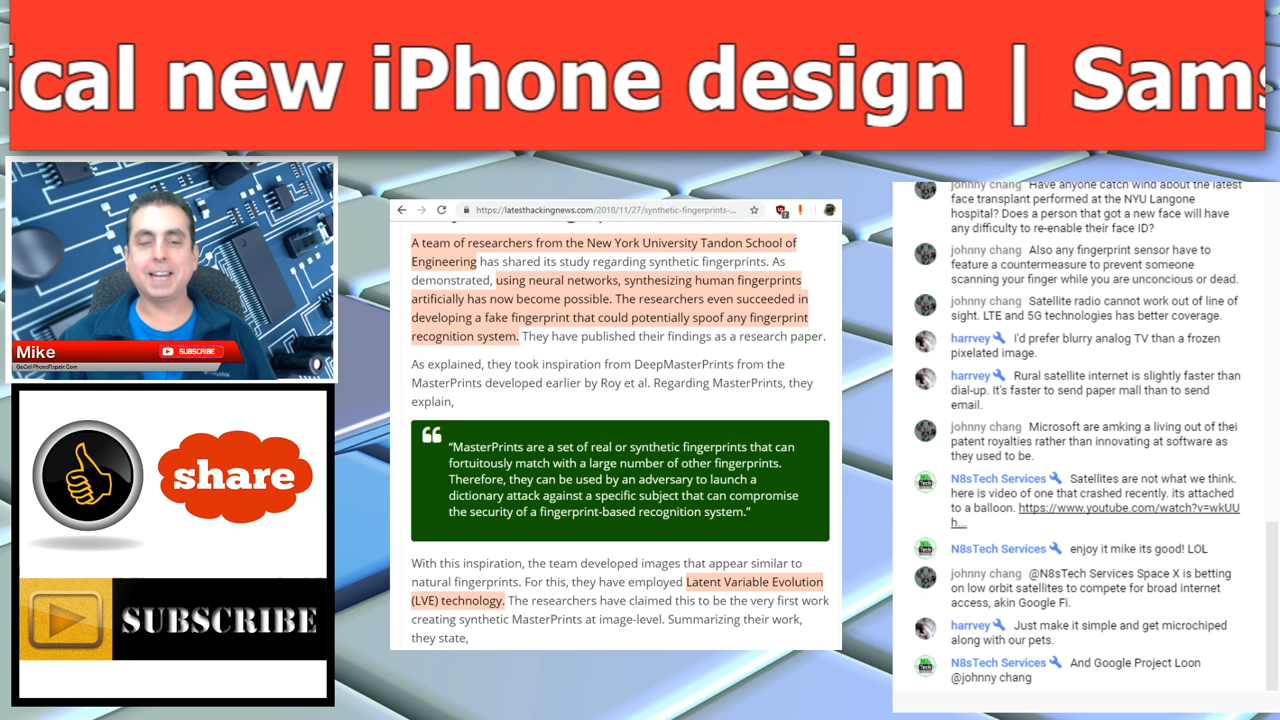 ical new iPhone design | Sams
Mike
SUBSCRIBE
GoCellPhoneRepair.Com
share
SUBSCRIBE
https://latesthackingnews.com/2018/11/27/synthetic-fingerprints-...
A team of researchers from the New York University Tandon School of
Engineering has shared its study regarding synthetic fingerprints. As
demonstrated, using neural networks, synthesizing human fingerprints
artificially has now become possible. The researchers even succeeded in
developing a fake fingerprint that could potentially spoof any fingerprint
recognition system. They have published their findings as a research paper.
As explained, they took inspiration from DeepMasterPrints from the
MasterPrints developed earlier by Roy et al. Regarding MasterPrints, they
explain,
“MasterPrints are a set of real or synthetic fingerprints that can
fortuitously match with a large number of other fingerprints.
Therefore, they can be used by an adversary to launch a
dictionary attack against a specific subject that can compromise
the security of a fingerprint-based recognition system.”
With this inspiration, the team developed images that appear similar to
natural fingerprints. For this, they have employed Latent Variable Evolution
(LVE) technology. The researchers have claimed this to be the very first work
creating synthetic MasterPrints at image-level. Summarizing their work,
they state,
johnny chang Have anyone catch wind about the latest
face transplant performed at the NYU Langone
hospital? Does a person that got a new face will have
any difficulty to re-enable their face ID?
johnny chang Also any fingerprint sensor have to
feature a countermeasure to prevent someone
scanning your finger while you are unconcious or dead.
johnny chang Satellite radio cannot work out of line of
sight. LTE and 5G technologies has better coverage.
harrvey I'd prefer blurry analog TV than a frozen
pixelated image.
harrvey Rural satellite internet is slightly faster than
dial-up. It's faster to send paper mall than to send
email.
johnny chang Microsoft are amking a living out of thei
patent royalties rather than innovating at software as
they used to be.
N8sTech Services Satellites are not what we think.
here is video of one that crashed recently. its attached
to a balloon. https://www.youtube.com/watch?v=wkUU
h...
N8sTech Services enjoy it mike its good! LOL
johnny chang @N8sTech Services Space X is betting
on low orbit satellites to compete for broad internet
access, akin Google Fi.
harrvey Just make it simple and get microchiped
along with our pets.
N8sTech Services And Google Project Loon
@johnny chang